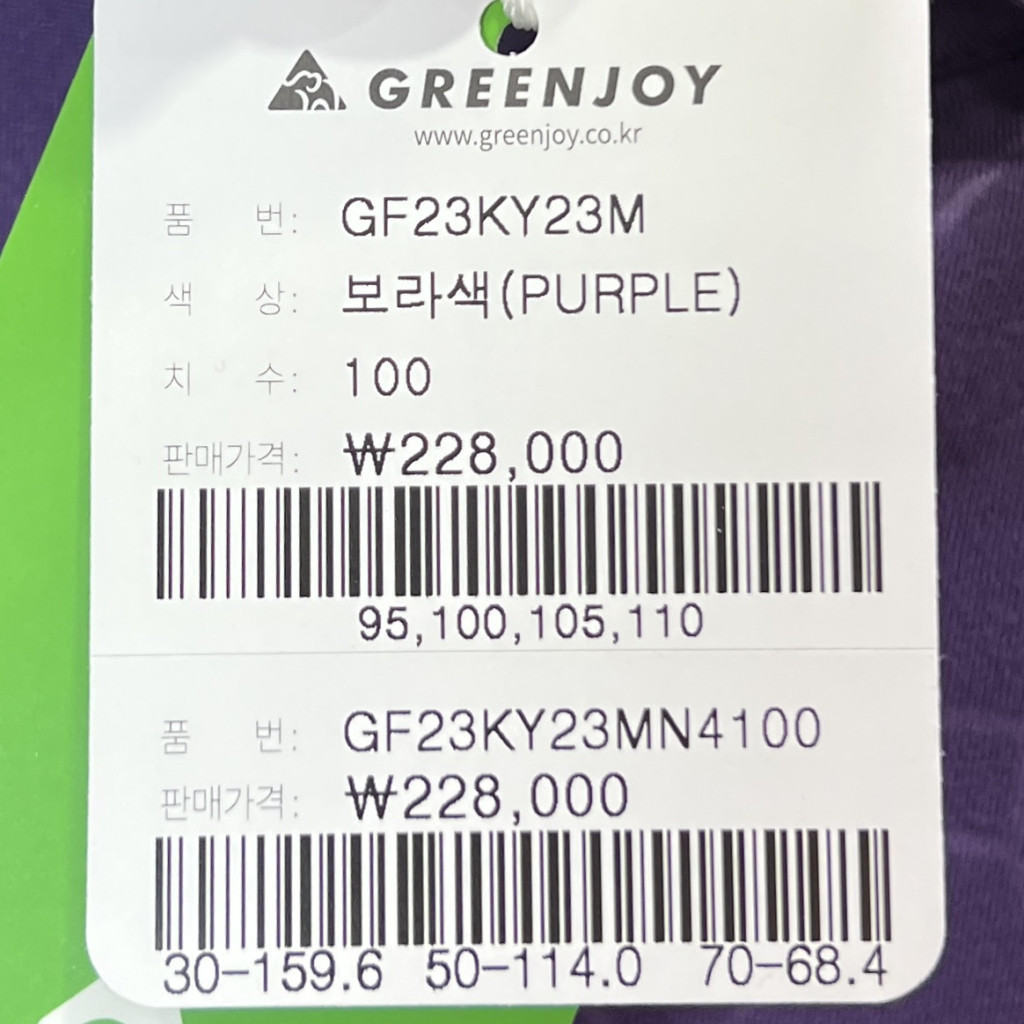 GREENJOY
www.greenjoy.co.kr
품 번: GF23KY23M
색 상: 보라색(PURPLE)
치 수: 100
판매가격: ₩228,000
95,100,105,110
품 번: GF23KY23MN4100
판매가격: ₩228,000
30-159.6 50-114.0 70-68.4